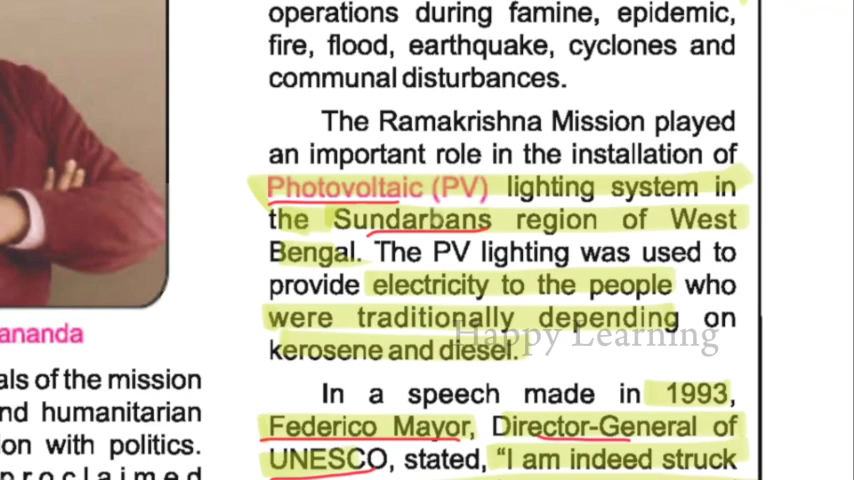 operations during famine, epidemic,
fire, flood, earthquake, cyclones and
communal disturbances.
The Ramakrishna Mission played
an important role in the installation of
Photovoltaic (PV) lighting system in
the Sundarbans region of West
Bengal. The PV lighting was used to
provide electricity to the people who
were traditionally depending on
kerosene and diesel.
In a speech made in 1993,
Federico Mayor, Director-General of
UNESCO, stated, “I am indeed struck
ananda
als of the mission
nd humanitarian
ion with politics.
proclaimed
Happy Learning